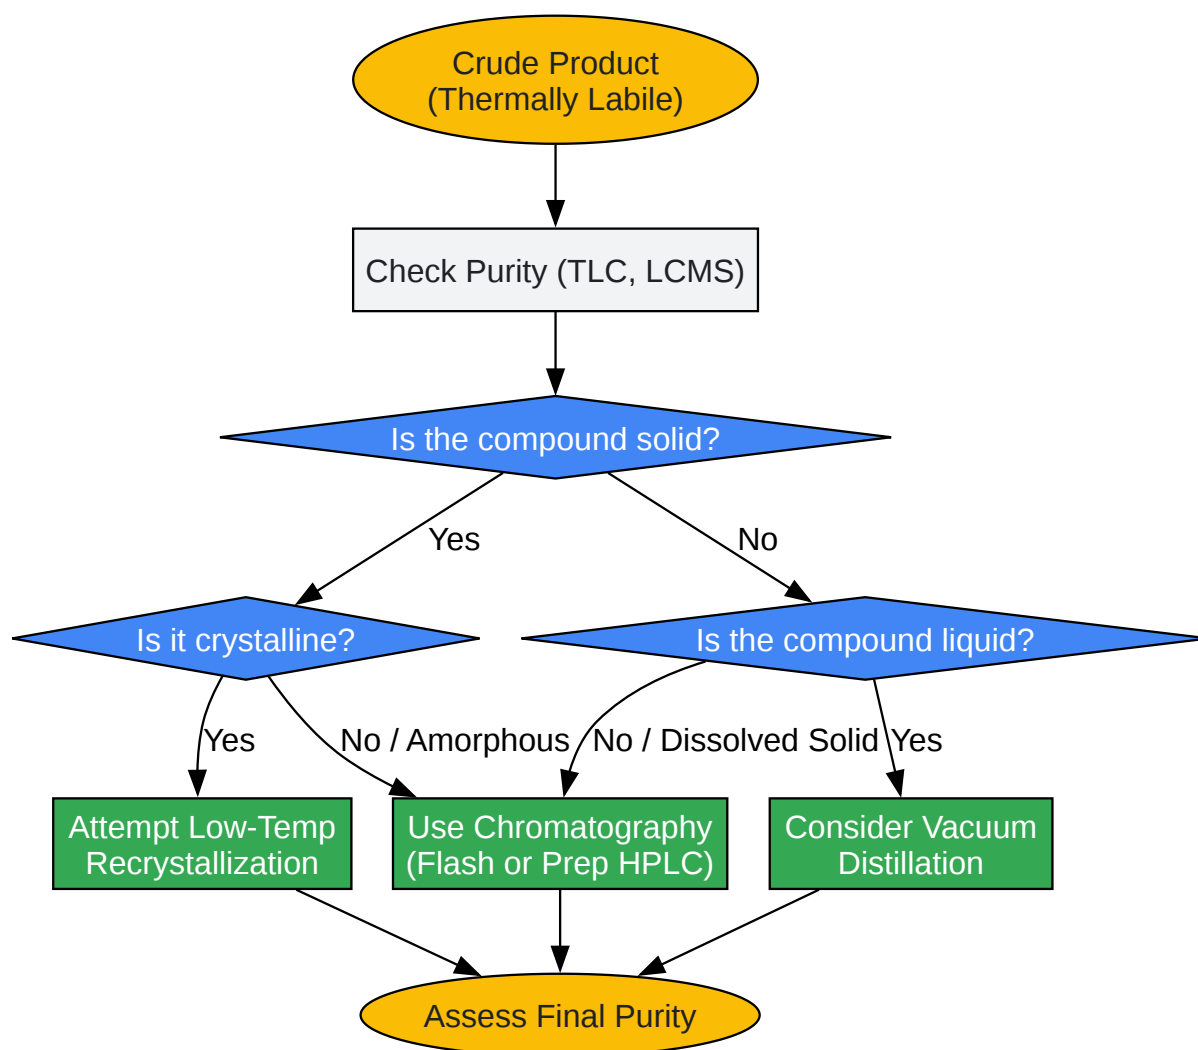 Crude Product
(Thermally Labile)
Check Purity (TLC, LCMS)
Is the compound solid?
Yes
No
Is it crystalline?
Is the compound liquid?
Yes
No / Amorphous
No / Dissolved Solid
Yes
Attempt Low-Temp
Recrystallization
Use Chromatography
(Flash or Prep HPLC)
Consider Vacuum
Distillation
Assess Final Purity